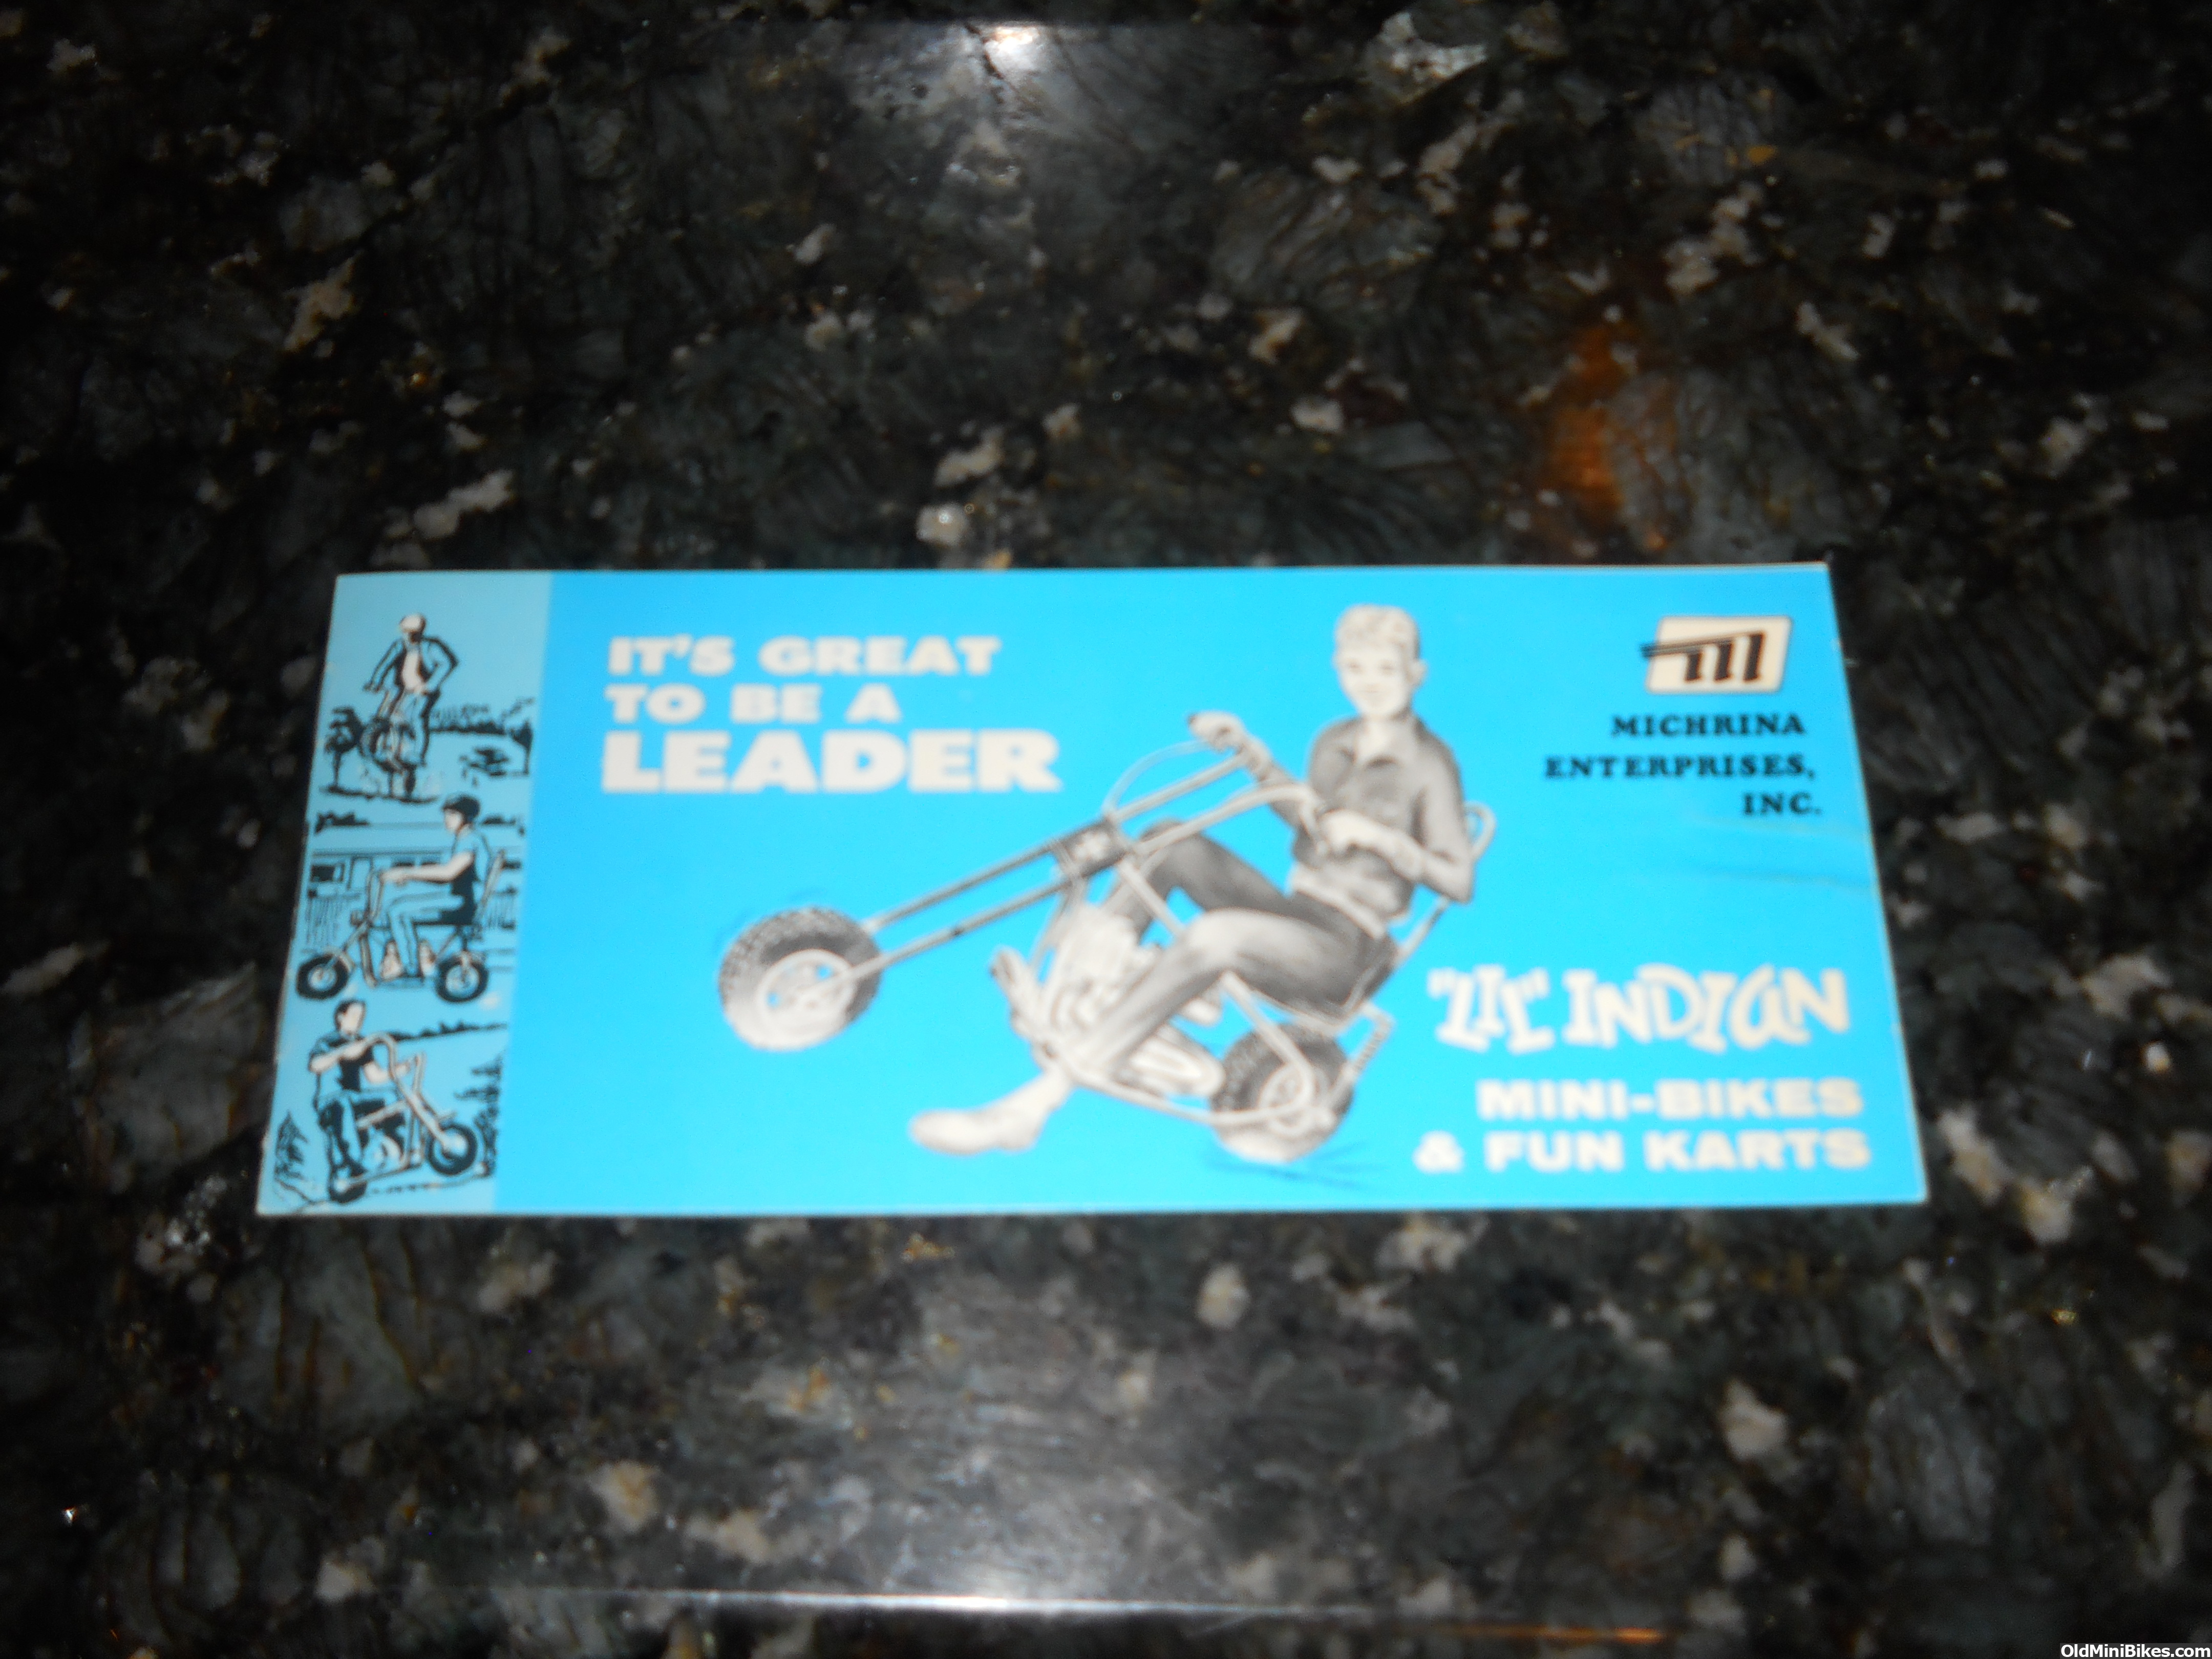 IT'S GREAT
TO BE A
LEADER
MICHRINA
ENTERPRISES,
INC.
"LIL" INDIAN
MINI-BIKES
& FUN KARTS
OldMiniBikes.com